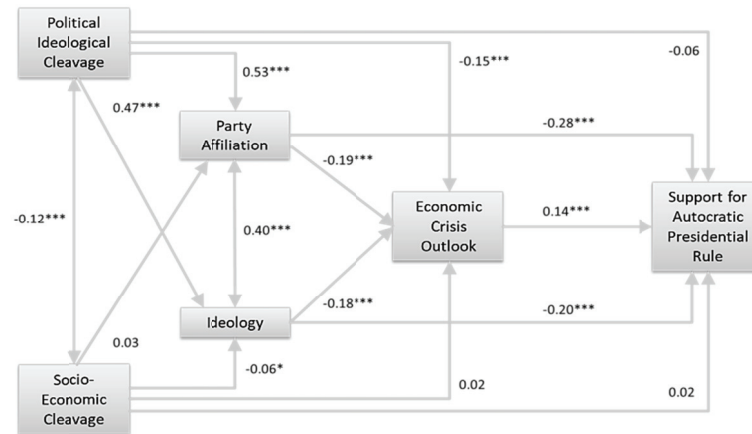 Political
Ideological
Cleavage
-0.06
-0.15***
0.53***
0.47***
Party
Affiliation
-0.28***
-0.19***
Economic
Crisis
Outlook
Support for
Autocratic
Presidential
Rule
-0.12***
0.40***
0.14***
Ideology
-0.18***
-0.20***
0.03
-0.06*
Socio-
Economic
Cleavage
0.02
0.02